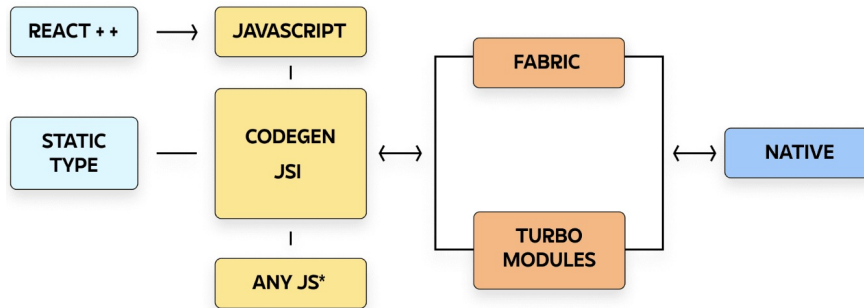 REACT ++
JAVASCRIPT
FABRIC
STATIC
TYPE
CODEGEN
JSI
NATIVE
ANY JS*
TURBO
MODULES